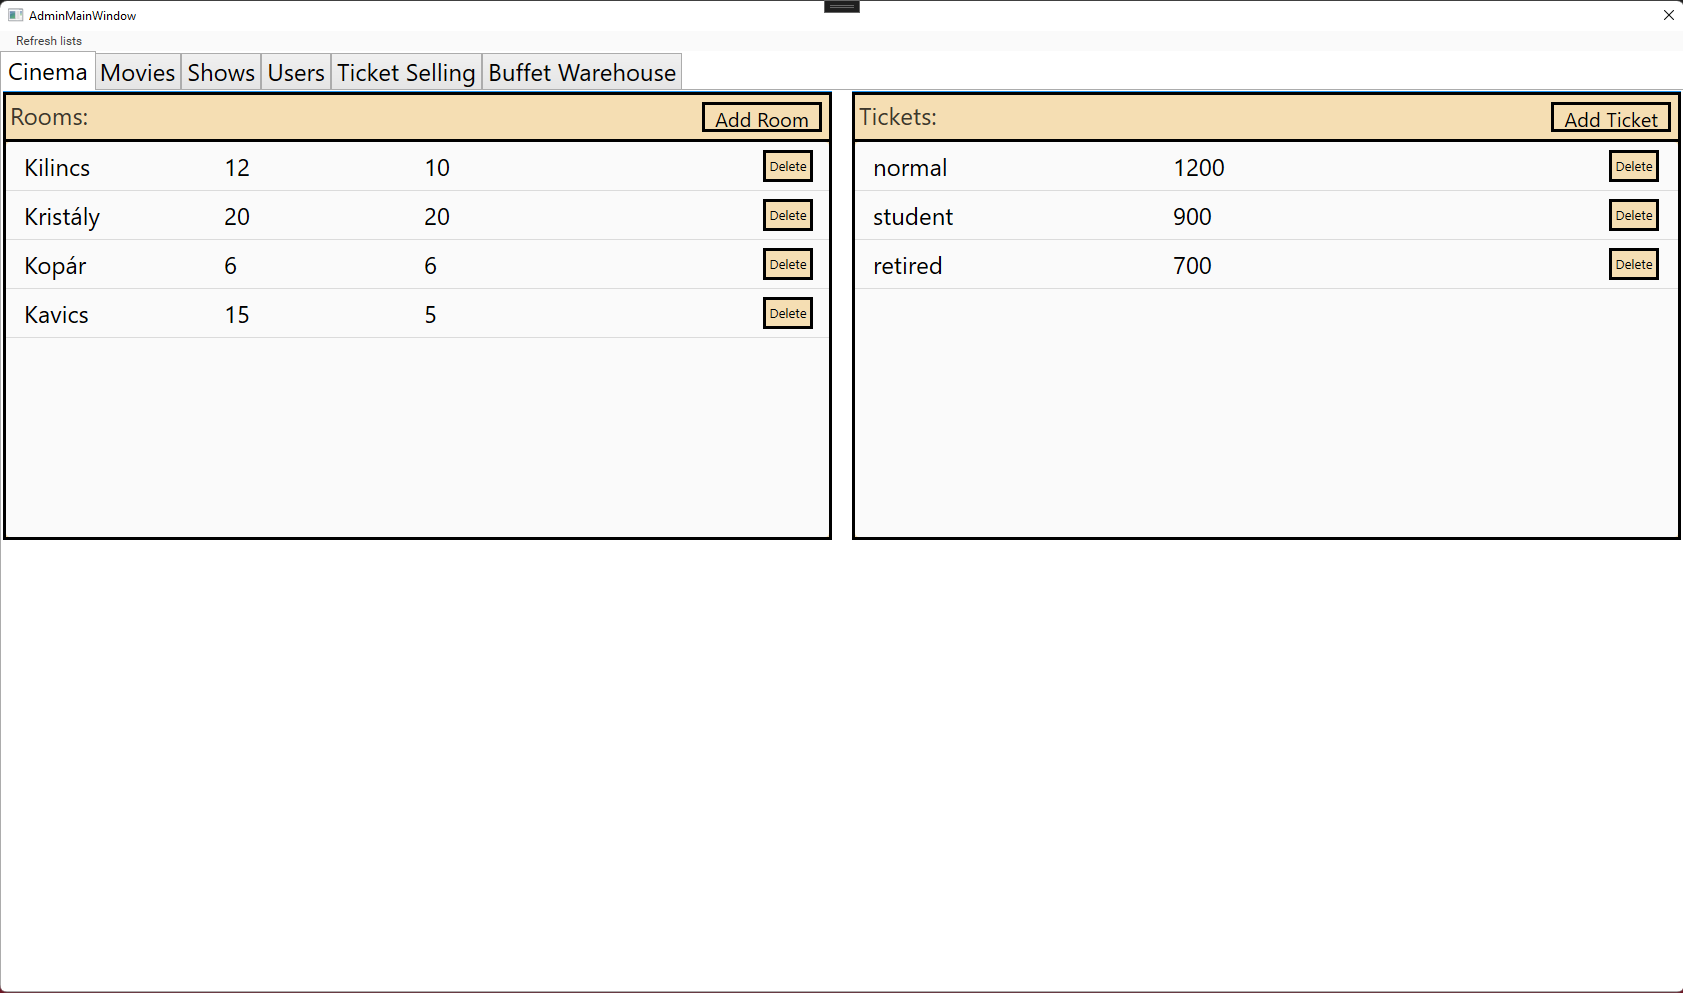 AdminMainWindow
Refresh lists
Cinema Movies Shows Users Ticket Selling Buffet Warehouse
Rooms: Add Room
Kilincs 12 10 Delete
Kristály 20 20 Delete
Kopár 6 6 Delete
Kavics 15 5 Delete
Tickets: Add Ticket
normal 1200 Delete
student 900 Delete
retired 700 Delete